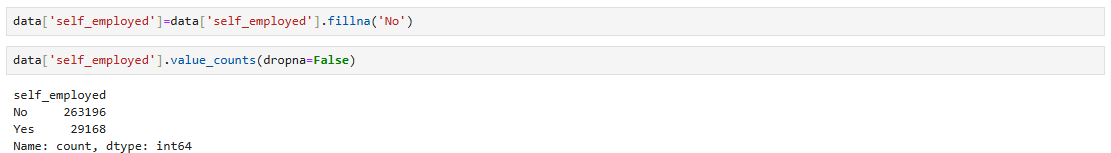 data['self_employed']=data['self_employed'].fillna('No')
data['self_employed'].value_counts(dropna=False)
self_employed
No     263196
Yes     29168
Name: count, dtype: int64